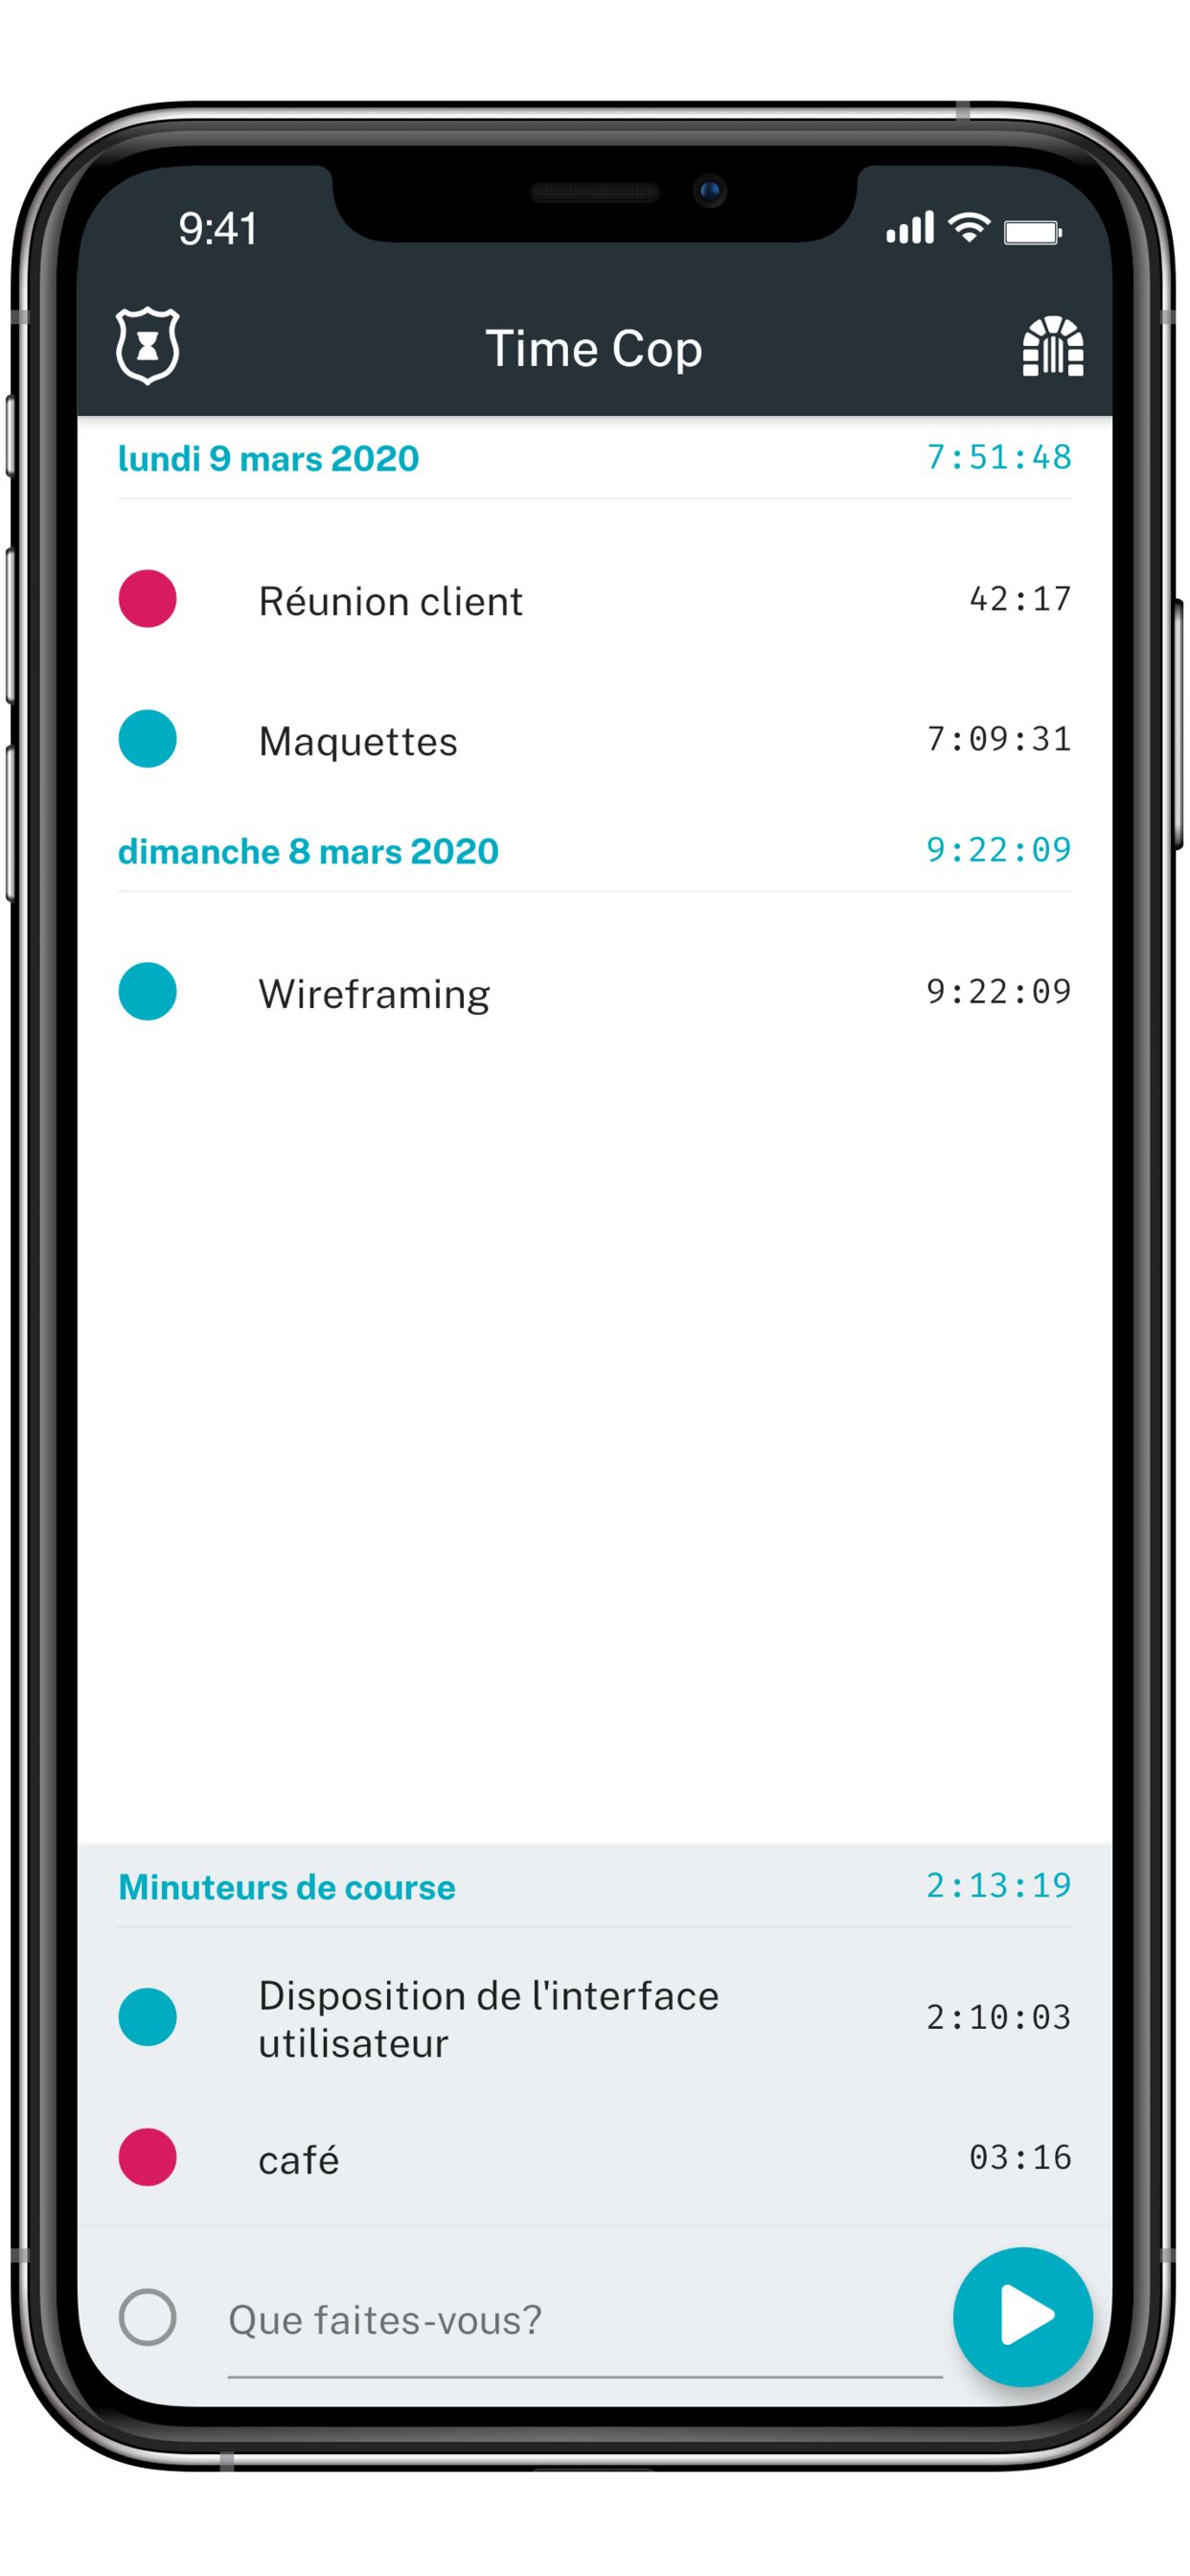 9:41
Time Cop
lundi 9 mars 2020 7:51:48
Réunion client 42:17
Maquettes 7:09:31
dimanche 8 mars 2020 9:22:09
Wireframing 9:22:09
Minuteurs de course 2:13:19
Disposition de l'interface
utilisateur 2:10:03
café 03:16
Que faites-vous?